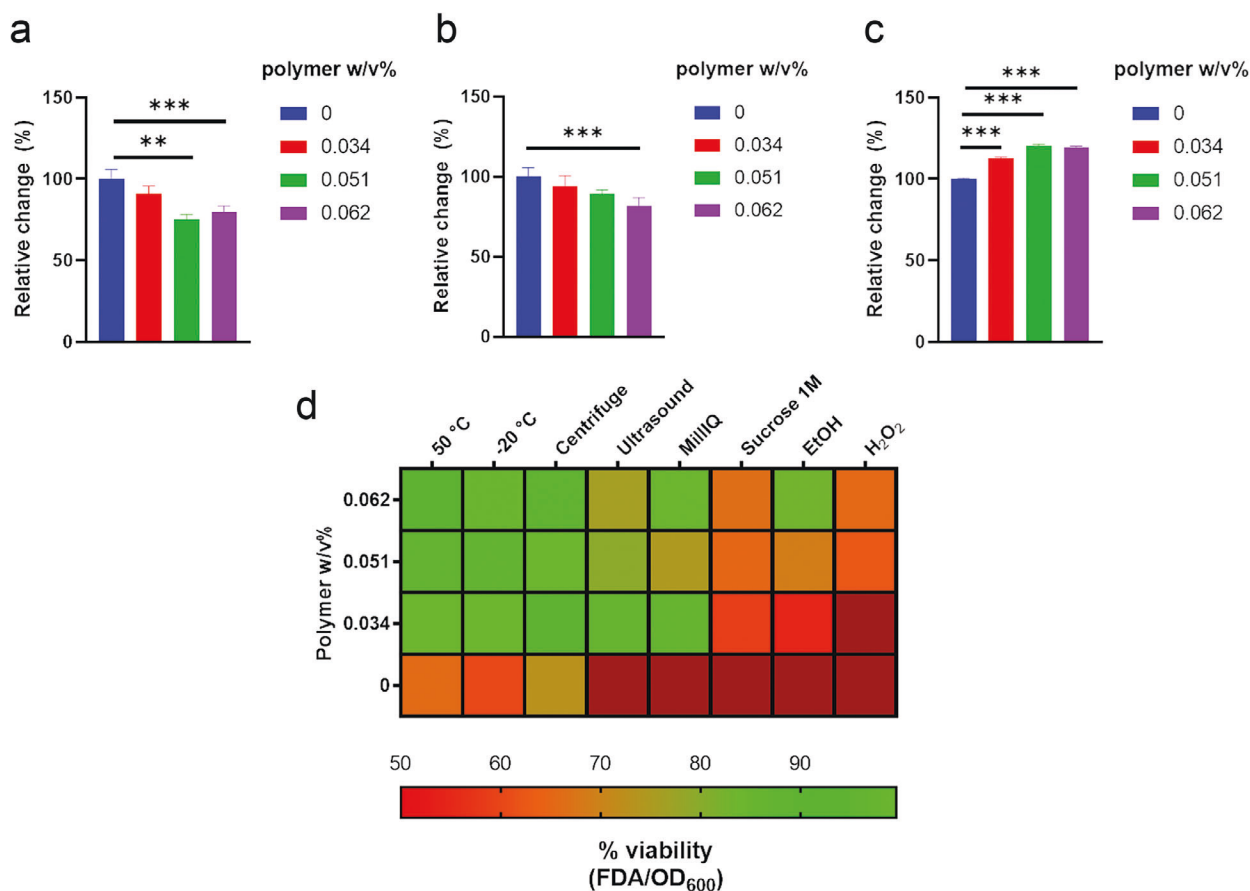 a
polymer w/v%
0
0.034
0.051
0.062
Relative change (%)
150
100
50
0
***
**
b
polymer w/v%
0
0.034
0.051
0.062
Relative change (%)
150
100
50
0
***
c
polymer w/v%
0
0.034
0.051
0.062
Relative change (%)
150
100
50
0
***
***
***
d
50 °C
-20 °C
Centrifuge
Ultrasound
MilliQ
Sucrose 1M
EtOH
H₂O₂
Polymer w/v%
0.062
0.051
0.034
0
50 60 70 80 90
% viability
(FDA/OD₆₀₀)